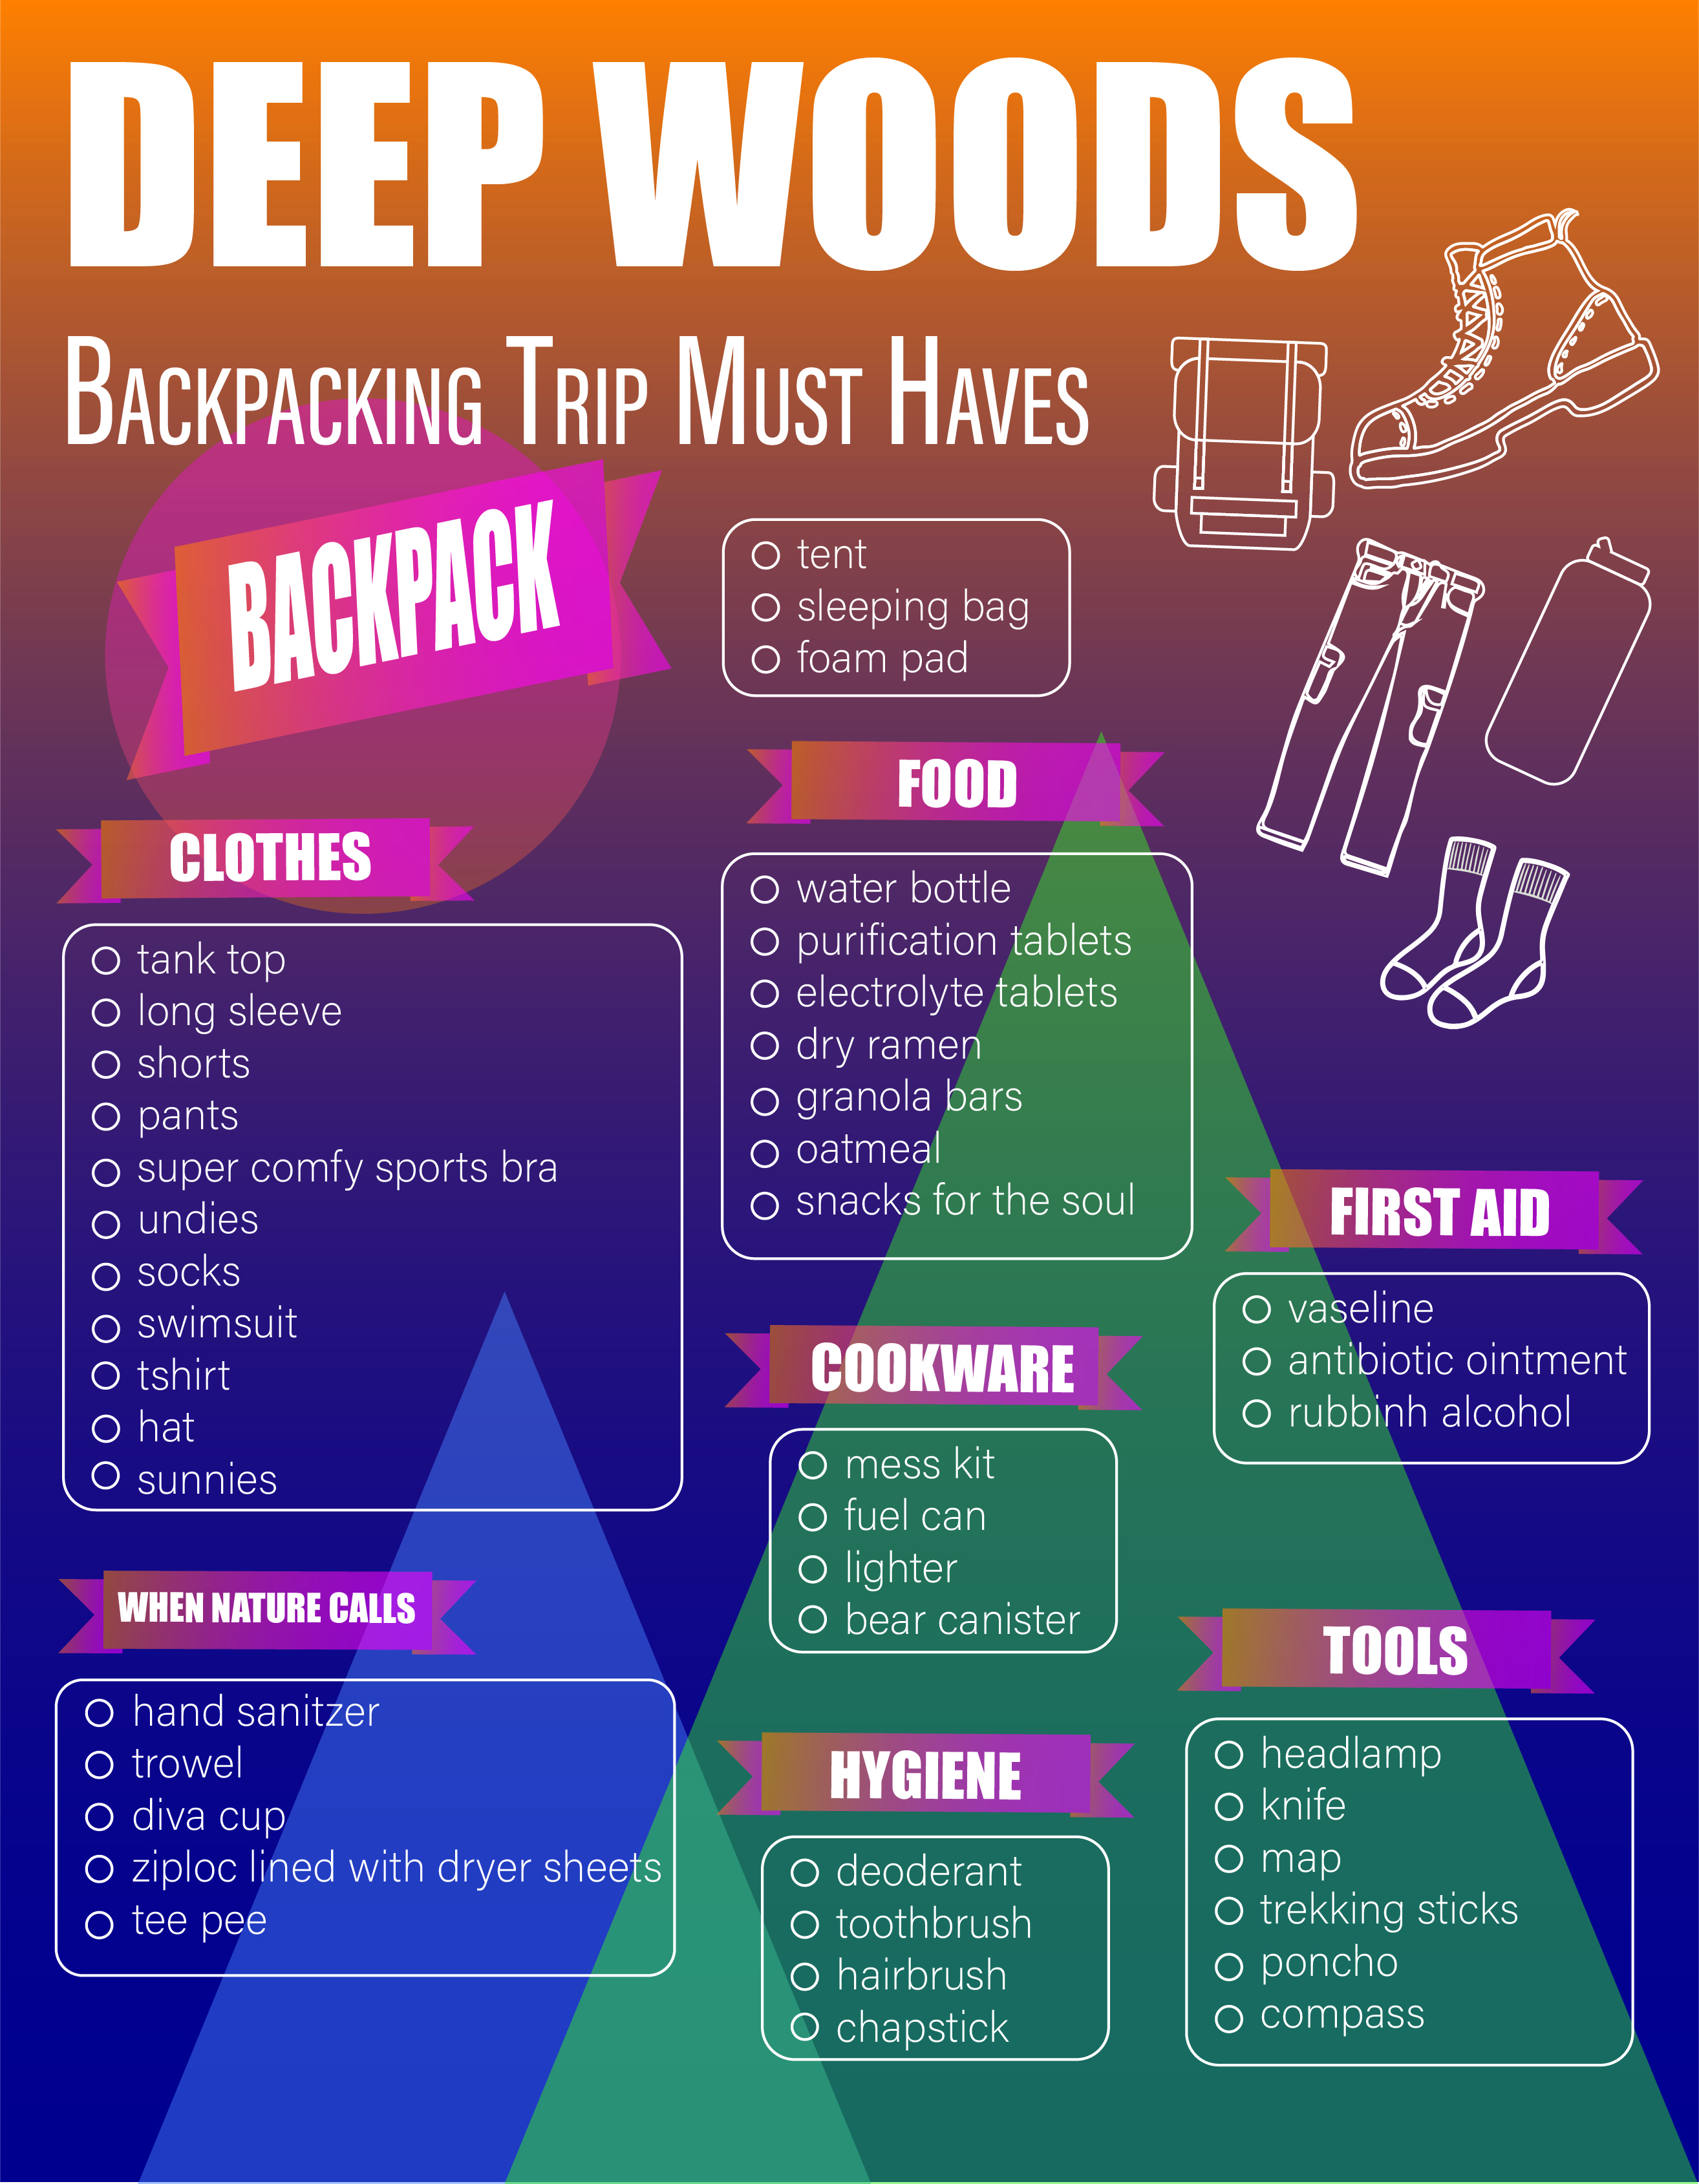 DEEP WOODS
BACKPACKING TRIP MUST HAVES
BACKPACK
tent
sleeping bag
foam pad
CLOTHES
tank top
long sleeve
shorts
pants
super comfy sports bra
undies
socks
swimsuit
tshirt
hat
sunnies
WHEN NATURE CALLS
hand sanitzer
trowel
diva cup
ziploc lined with dryer sheets
tee pee
FOOD
water bottle
purification tablets
electrolyte tablets
dry ramen
granola bars
oatmeal
snacks for the soul
COOKWARE
mess kit
fuel can
lighter
bear canister
HYGIENE
deoderant
toothbrush
hairbrush
chapstick
FIRST AID
vaseline
antibiotic ointment
rubbinh alcohol
TOOLS
headlamp
knife
map
trekking sticks
poncho
compass